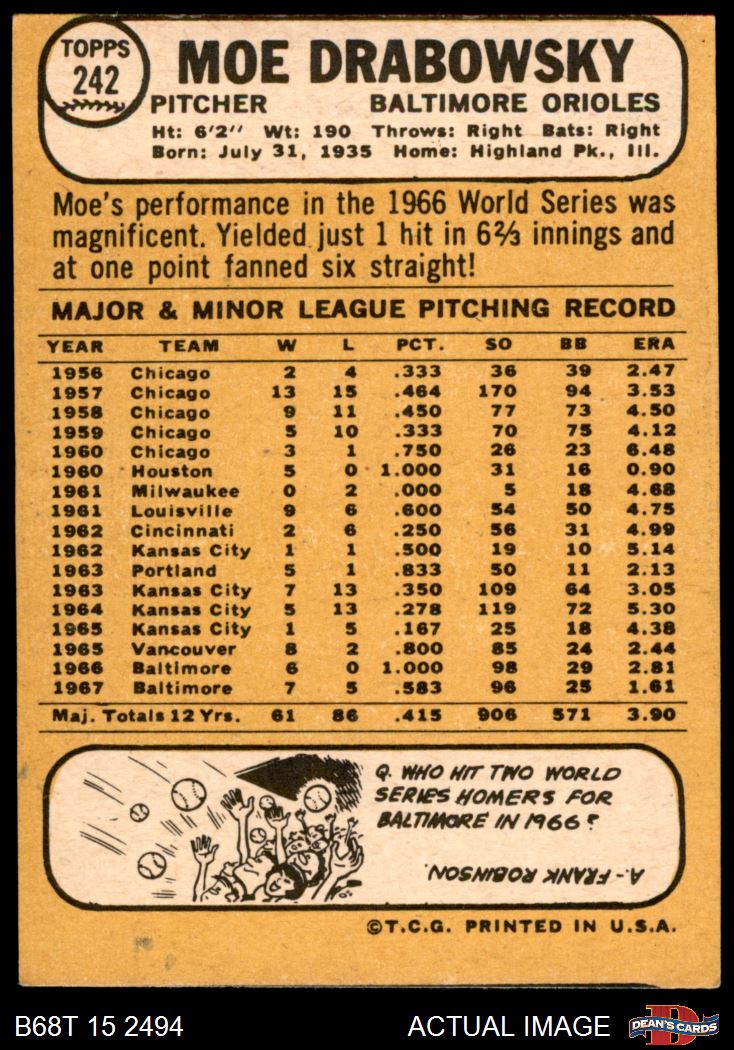 TOPPS
242
MOE DRABOWSKY
PITCHER BALTIMORE ORIOLES
Ht: 6'2" Wt: 190 Throws: Right Bats: Right
Born: July 31, 1935 Home: Highland Pk., Ill.
Moe's performance in the 1966 World Series was
magnificent. Yielded just 1 hit in 6⅔ innings and
at one point fanned six straight!
MAJOR & MINOR LEAGUE PITCHING RECORD
YEAR TEAM W L PCT. SO BB ERA
1956 Chicago 2 4 .333 36 39 2.47
1957 Chicago 13 15 .464 170 94 3.53
1958 Chicago 9 11 .450 77 73 4.50
1959 Chicago 5 10 .333 70 75 4.12
1960 Chicago 3 1 .750 26 23 6.48
1960 Houston 5 0 1.000 31 16 0.90
1961 Milwaukee 0 2 .000 5 18 4.68
1961 Louisville 9 6 .600 54 50 4.75
1962 Cincinnati 2 6 .250 56 31 4.99
1962 Kansas City 1 1 .500 19 10 5.14
1963 Portland 5 1 .833 50 11 2.13
1963 Kansas City 7 13 .350 109 64 3.05
1964 Kansas City 5 13 .278 119 72 5.30
1965 Kansas City 1 5 .167 25 18 4.38
1965 Vancouver 8 2 .800 85 24 2.44
1966 Baltimore 6 0 1.000 98 29 2.81
1967 Baltimore 7 5 .583 96 25 1.61
Maj. Totals 12 Yrs. 61 86 .415 906 571 3.90
Q. WHO HIT TWO WORLD
SERIES HOMERS FOR
BALTIMORE IN 1966?
A.-FRANK ROBINSON.
©T.C.G. PRINTED IN U.S.A.
B68T 15 2494 ACTUAL IMAGE DEAN'S CARDS